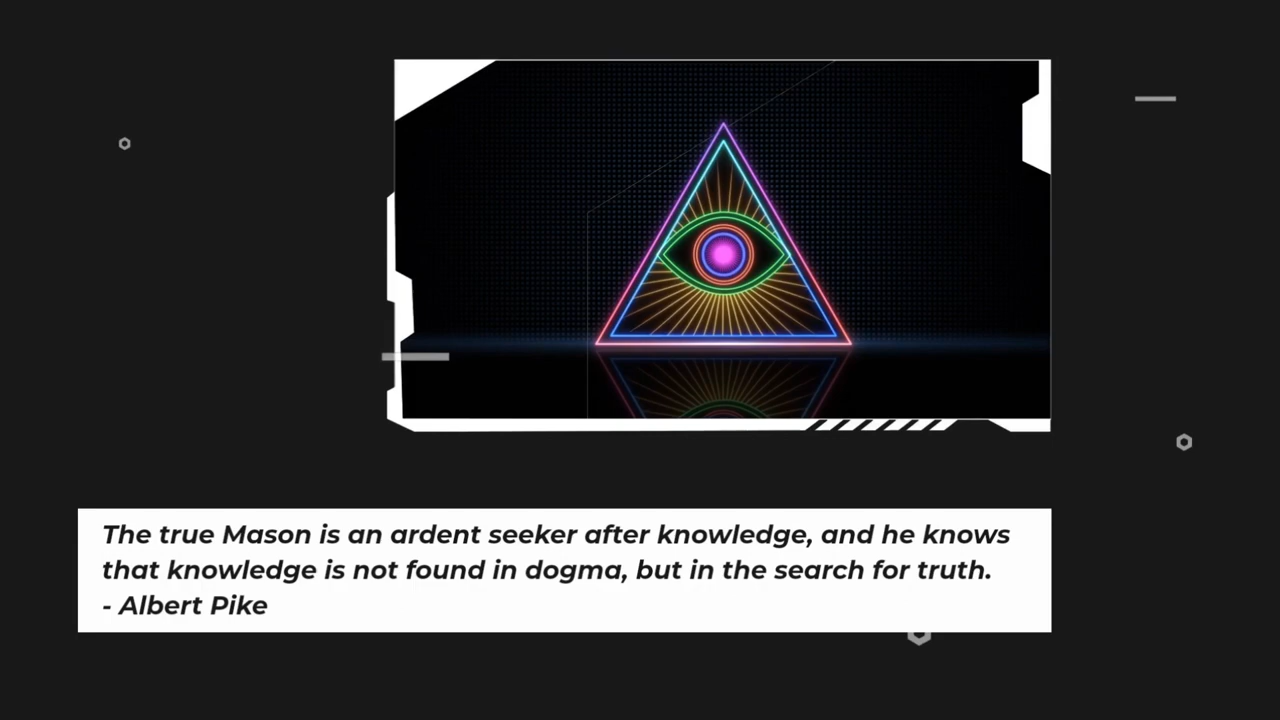 The true Mason is an ardent seeker after knowledge, and he knows
that knowledge is not found in dogma, but in the search for truth.
- Albert Pike